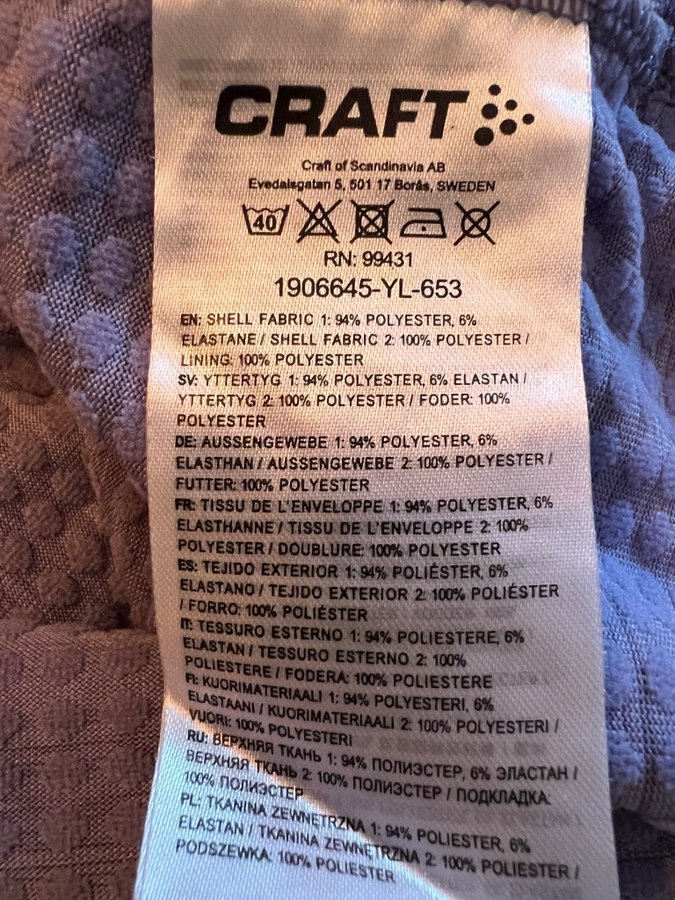 CRAFT
Craft of Scandinavia AB
Evedalsgatan 5, 501 17 Borås, SWEDEN
40
RN: 99431
1906645-YL-653
EN: SHELL FABRIC 1: 94% POLYESTER, 6%
ELASTANE / SHELL FABRIC 2: 100% POLYESTER /
LINING: 100% POLYESTER
SV: YTTERTYG 1: 94% POLYESTER, 6% ELASTAN /
YTTERTYG 2: 100% POLYESTER / FODER: 100%
POLYESTER
DE: AUSSENGEWEBE 1: 94% POLYESTER, 6%
ELASTHAN / AUSSENGEWEBE 2: 100% POLYESTER /
FUTTER: 100% POLYESTER
FR: TISSU DE L'ENVELOPPE 1: 94% POLYESTER, 6%
ELASTHANNE / TISSU DE L'ENVELOPPE 2: 100%
POLYESTER / DOUBLURE: 100% POLYESTER
ES: TEJIDO EXTERIOR 1: 94% POLIÉSTER, 6%
ELASTANO / TEJIDO EXTERIOR 2: 100% POLIÉSTER
/ FORRO: 100% POLIÉSTER
IT: TESSURO ESTERNO 1: 94% POLIESTERE, 6%
ELASTAN / TESSURO ESTERNO 2: 100%
POLIESTERE / FODERA: 100% POLIESTERE
FI: KUORIMATERIAALI 1: 94% POLYESTERI, 6%
ELASTAANI / KUORIMATERIAALI 2: 100% POLYESTERI /
VUORI: 100% POLYESTERI
RU: ВЕРХНЯЯ ТКАНЬ 1: 94% ПОЛИЭСТЕР, 6% ЭЛАСТАН /
ВЕРХНЯЯ ТКАНЬ 2: 100% ПОЛИЭСТЕР / ПОДКЛАДКА:
100% ПОЛИЭСТЕР
PL: TKANINA ZEWNĘTRZNA 1: 94% POLIESTER, 6%
ELASTAN / TKANINA ZEWNĘTRZNA 2: 100% POLIESTER /
PODSZEWKA: 100% POLIESTER